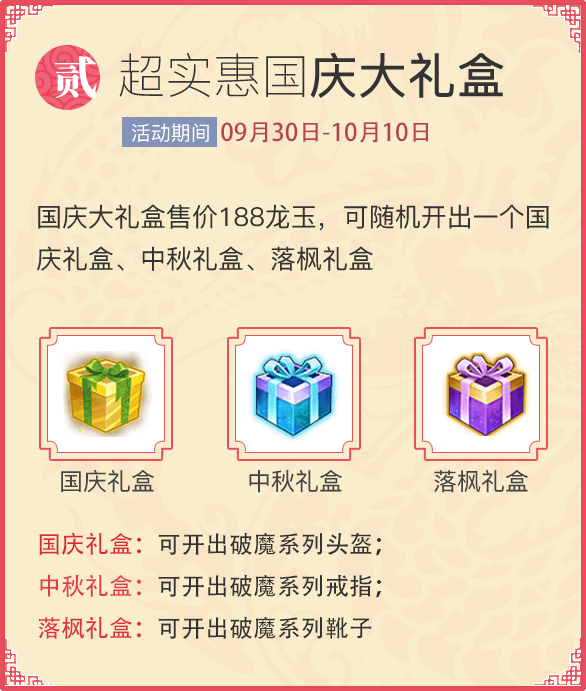 贰 超实惠国庆大礼盒
活动期间 09月30日-10月10日
国庆大礼盒售价188龙玉，可随机开出一个国
庆礼盒、中秋礼盒、落枫礼盒
国庆礼盒 中秋礼盒 落枫礼盒
国庆礼盒：可开出破魔系列头盔；
中秋礼盒：可开出破魔系列戒指；
落枫礼盒：可开出破魔系列靴子